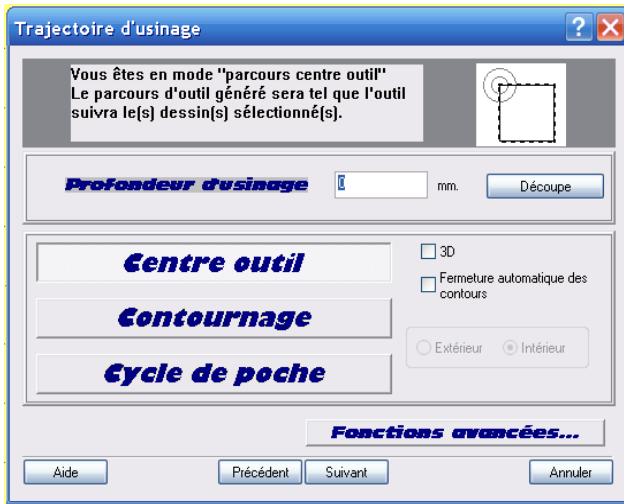 Trajectoire d'usinage
Vous êtes en mode "parcours centre outil"
Le parcours d'outil généré sera tel que l'outil
suivra le(s) dessin(s) sélectionné(s).
Profondeur d'usinage 0 mm. Découpe
Centre outil
3D
Fermeture automatique des
contours
Contournage
Extérieur Intérieur
Cycle de poche
Fonctions avancées...
Aide Précédent Suivant Annuler